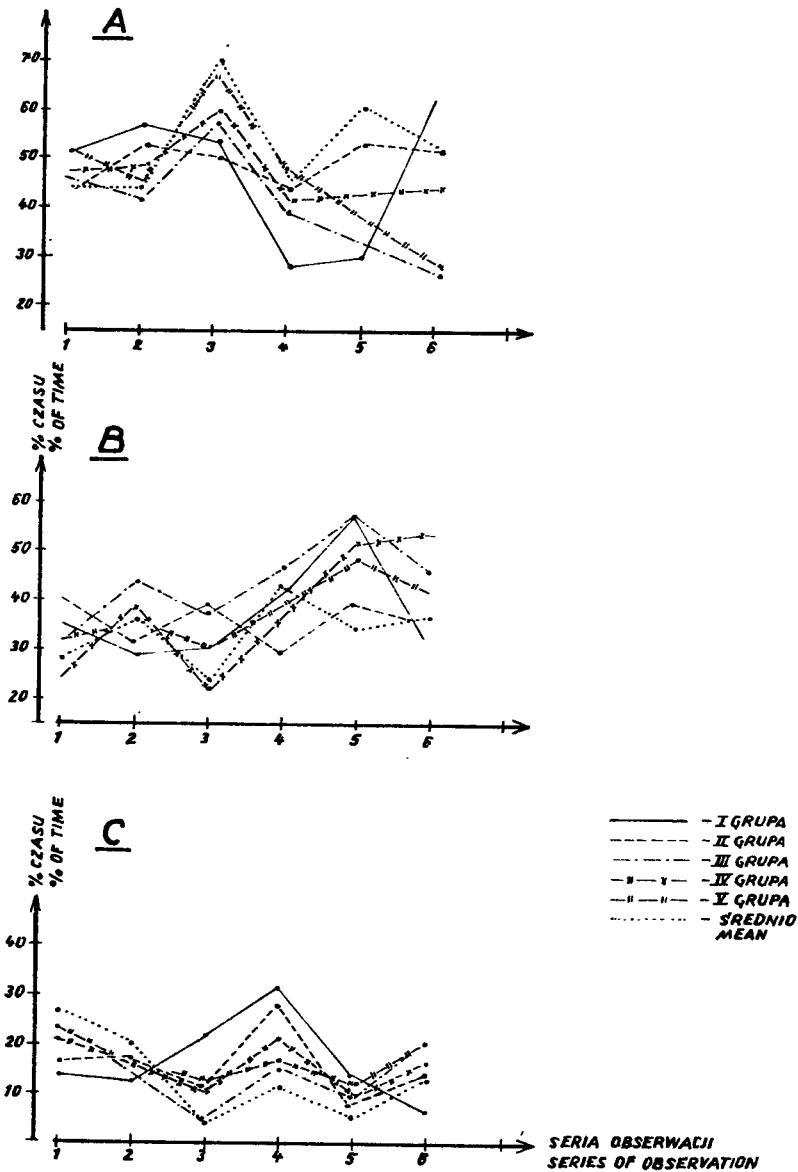 A
70
60
50
40
30
20
1 2 3 4 5 6
% CZASU
% OF TIME
B
60
50
40
30
20
1 2 3 4 5 6
% CZASU
% OF TIME
C
40
30
20
10
1 2 3 4 5 6
I GRUPA
II GRUPA
III GRUPA
IV GRUPA
V GRUPA
ŚREDNIO
MEAN
SERIA OBSERWACJI
SERIES OF OBSERVATION